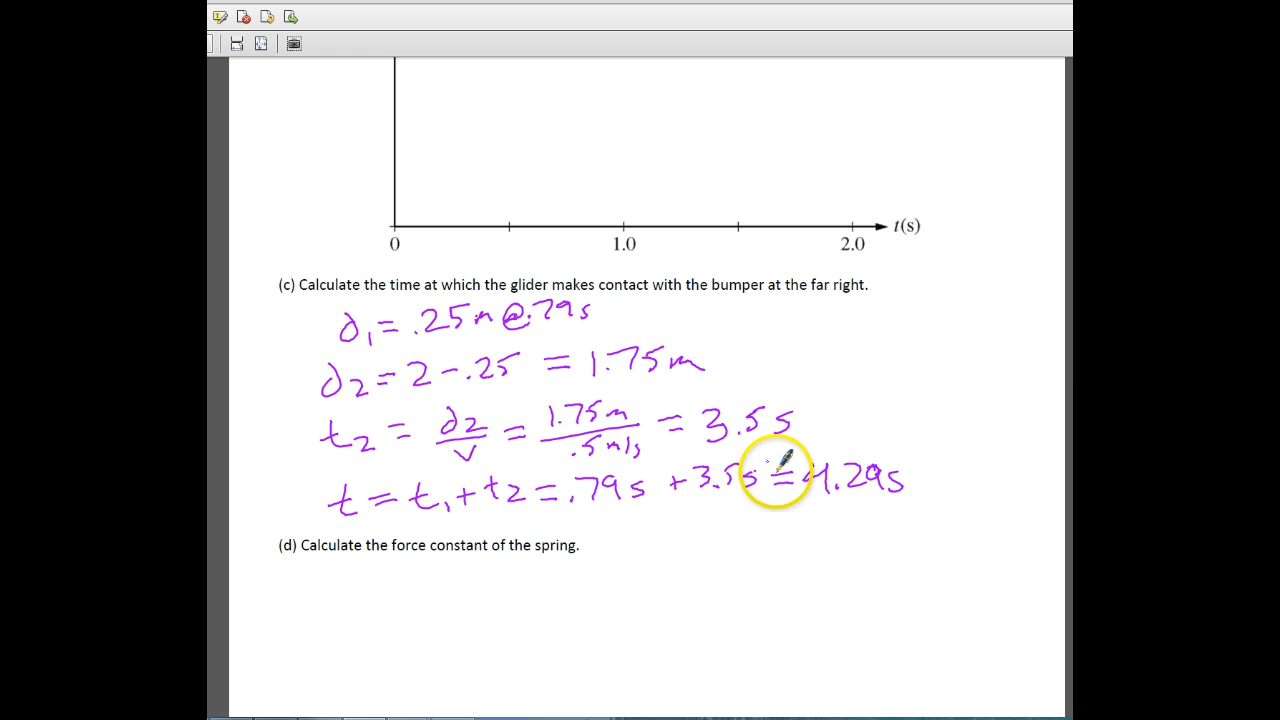 t(s)
0 1.0 2.0
(c) Calculate the time at which the glider makes contact with the bumper at the far right.
d₁ = .25m @ .79s
d₂ = 2 - .25 = 1.75m
t₂ = d₂/v = 1.75m/.5m/s = 3.5s
t = t₁ + t₂ = .79s + 3.5s = 4.29s
(d) Calculate the force constant of the spring.